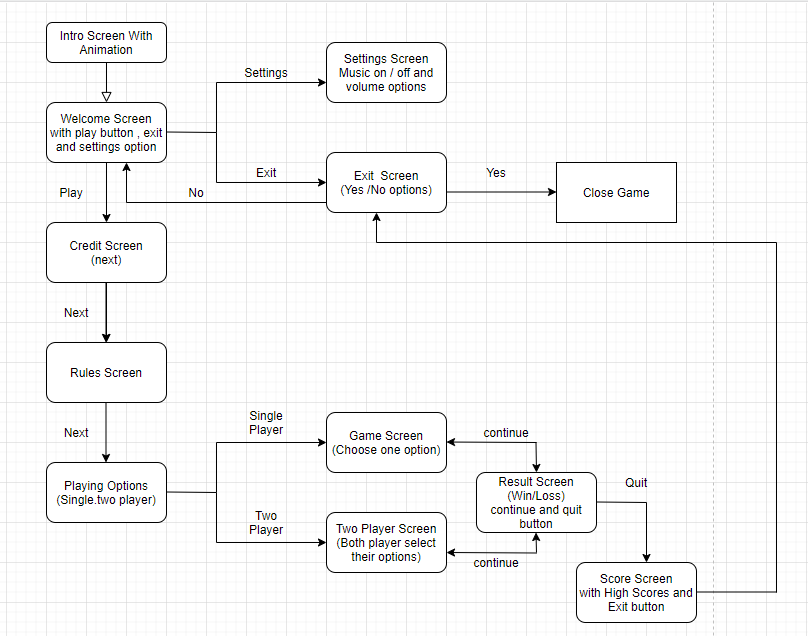 Intro Screen With
Animation
Settings
Settings Screen
Music on / off and
volume options
Welcome Screen
with play button , exit
and settings option
Exit
Exit Screen
(Yes /No options)
Yes
Close Game
Play
No
Credit Screen
(next)
Next
Rules Screen
Next
Playing Options
(Single.two player)
Single
Player
Game Screen
(Choose one option)
continue
Result Screen
(Win/Loss)
continue and quit
button
Quit
Two
Player
Two Player Screen
(Both player select
their options)
continue
Score Screen
with High Scores and
Exit button